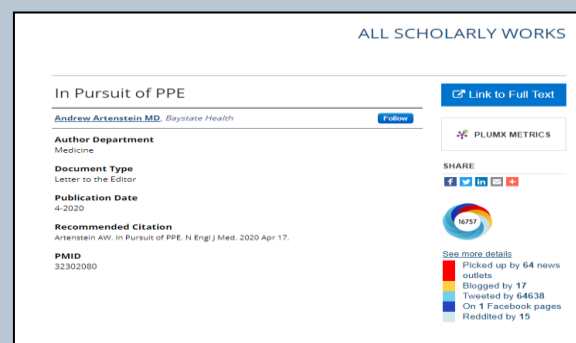 ALL SCHOLARLY WORKS
In Pursuit of PPE
Andrew Artenstein MD, Baystate Health
Follow
Author Department
Medicine
Document Type
Letter to the Editor
Publication Date
4-2020
Recommended Citation
Artenstein AW. In Pursuit of PPE. N Engl J Med. 2020 Apr 17.
PMID
32302080
Link to Full Text
PLUMX METRICS
SHARE
16757
See more details
Picked up by 64 news
outlets
Blogged by 17
Tweeted by 64638
On 1 Facebook pages
Reddited by 15